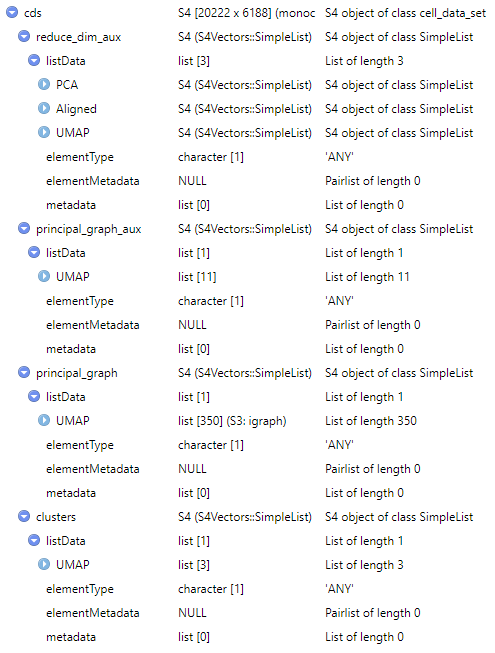 cds S4 [20222 x 6188] (monoc S4 object of class cell_data_set
reduce_dim_aux S4 (S4Vectors::SimpleList) S4 object of class SimpleList
listData list [3] List of length 3
PCA S4 (S4Vectors::SimpleList) S4 object of class SimpleList
Aligned S4 (S4Vectors::SimpleList) S4 object of class SimpleList
UMAP S4 (S4Vectors::SimpleList) S4 object of class SimpleList
elementType character [1] 'ANY'
elementMetadata NULL Pairlist of length 0
metadata list [0] List of length 0
principal_graph_aux S4 (S4Vectors::SimpleList) S4 object of class SimpleList
listData list [1] List of length 1
UMAP list [11] List of length 11
elementType character [1] 'ANY'
elementMetadata NULL Pairlist of length 0
metadata list [0] List of length 0
principal_graph S4 (S4Vectors::SimpleList) S4 object of class SimpleList
listData list [1] List of length 1
UMAP list [350] (S3: igraph) List of length 350
elementType character [1] 'ANY'
elementMetadata NULL Pairlist of length 0
metadata list [0] List of length 0
clusters S4 (S4Vectors::SimpleList) S4 object of class SimpleList
listData list [1] List of length 1
UMAP list [3] List of length 3
elementType character [1] 'ANY'
elementMetadata NULL Pairlist of length 0
metadata list [0] List of length 0